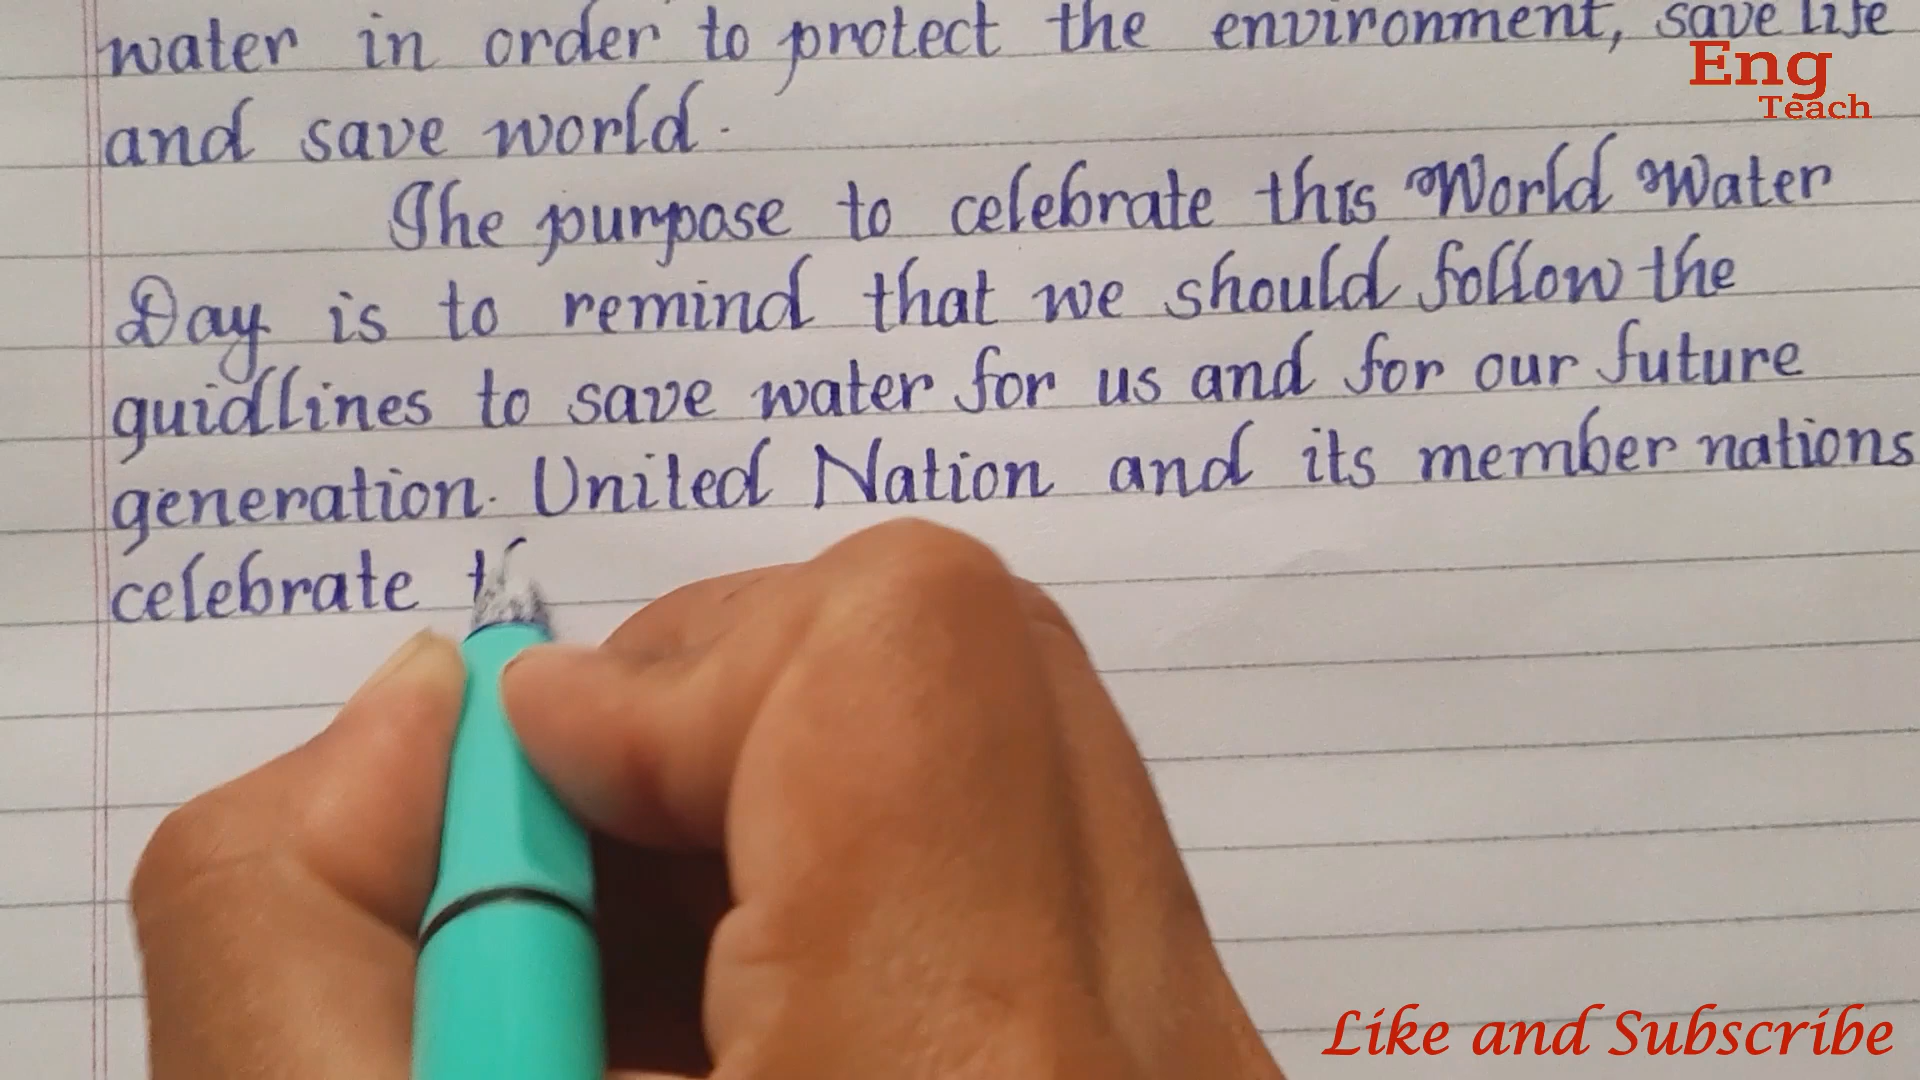 water in order to protect the environment, save life
Eng
Teach
and save world.
The purpose to celebrate this World Water
Day is to remind that we should follow the
guidlines to save water for us and for our future
generation. United Nation and its member nations
celebrate
Like and Subscribe